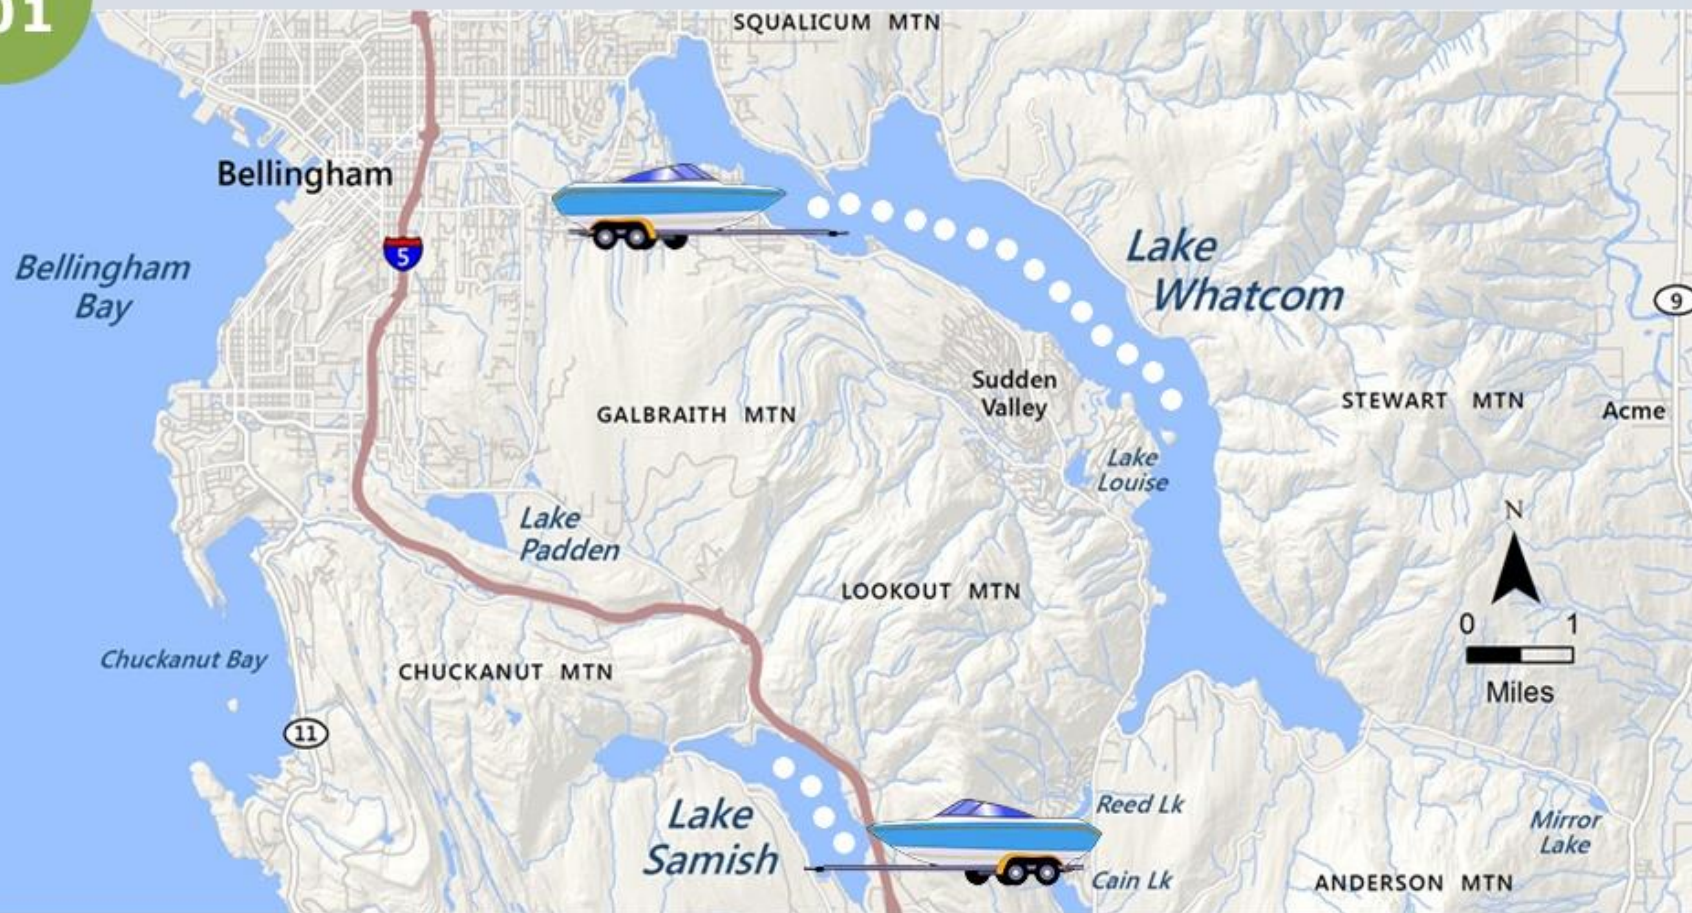 01
SQUALICUM MTN
Bellingham
5
Bellingham
Bay
Lake
Whatcom
9
Sudden
Valley
STEWART MTN
Acme
GALBRAITH MTN
Lake
Louise
Lake
Padden
N
LOOKOUT MTN
0 1
Miles
Chuckanut Bay
CHUCKANUT MTN
11
Lake
Samish
Reed Lk
Mirror
Lake
Cain Lk
ANDERSON MTN